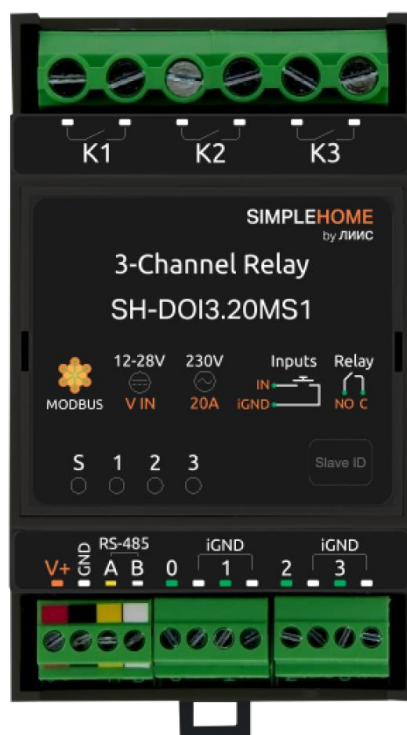 K1 K2 K3
SIMPLEHOME
by ЛИИС
3-Channel Relay
SH-DOI3.20MS1
12-28V 230V Inputs Relay
IN
MODBUS V IN 20A iGND NO C
S 1 2 3 Slave ID
RS-485 iGND iGND
V+ GND A B 0 1 2 3